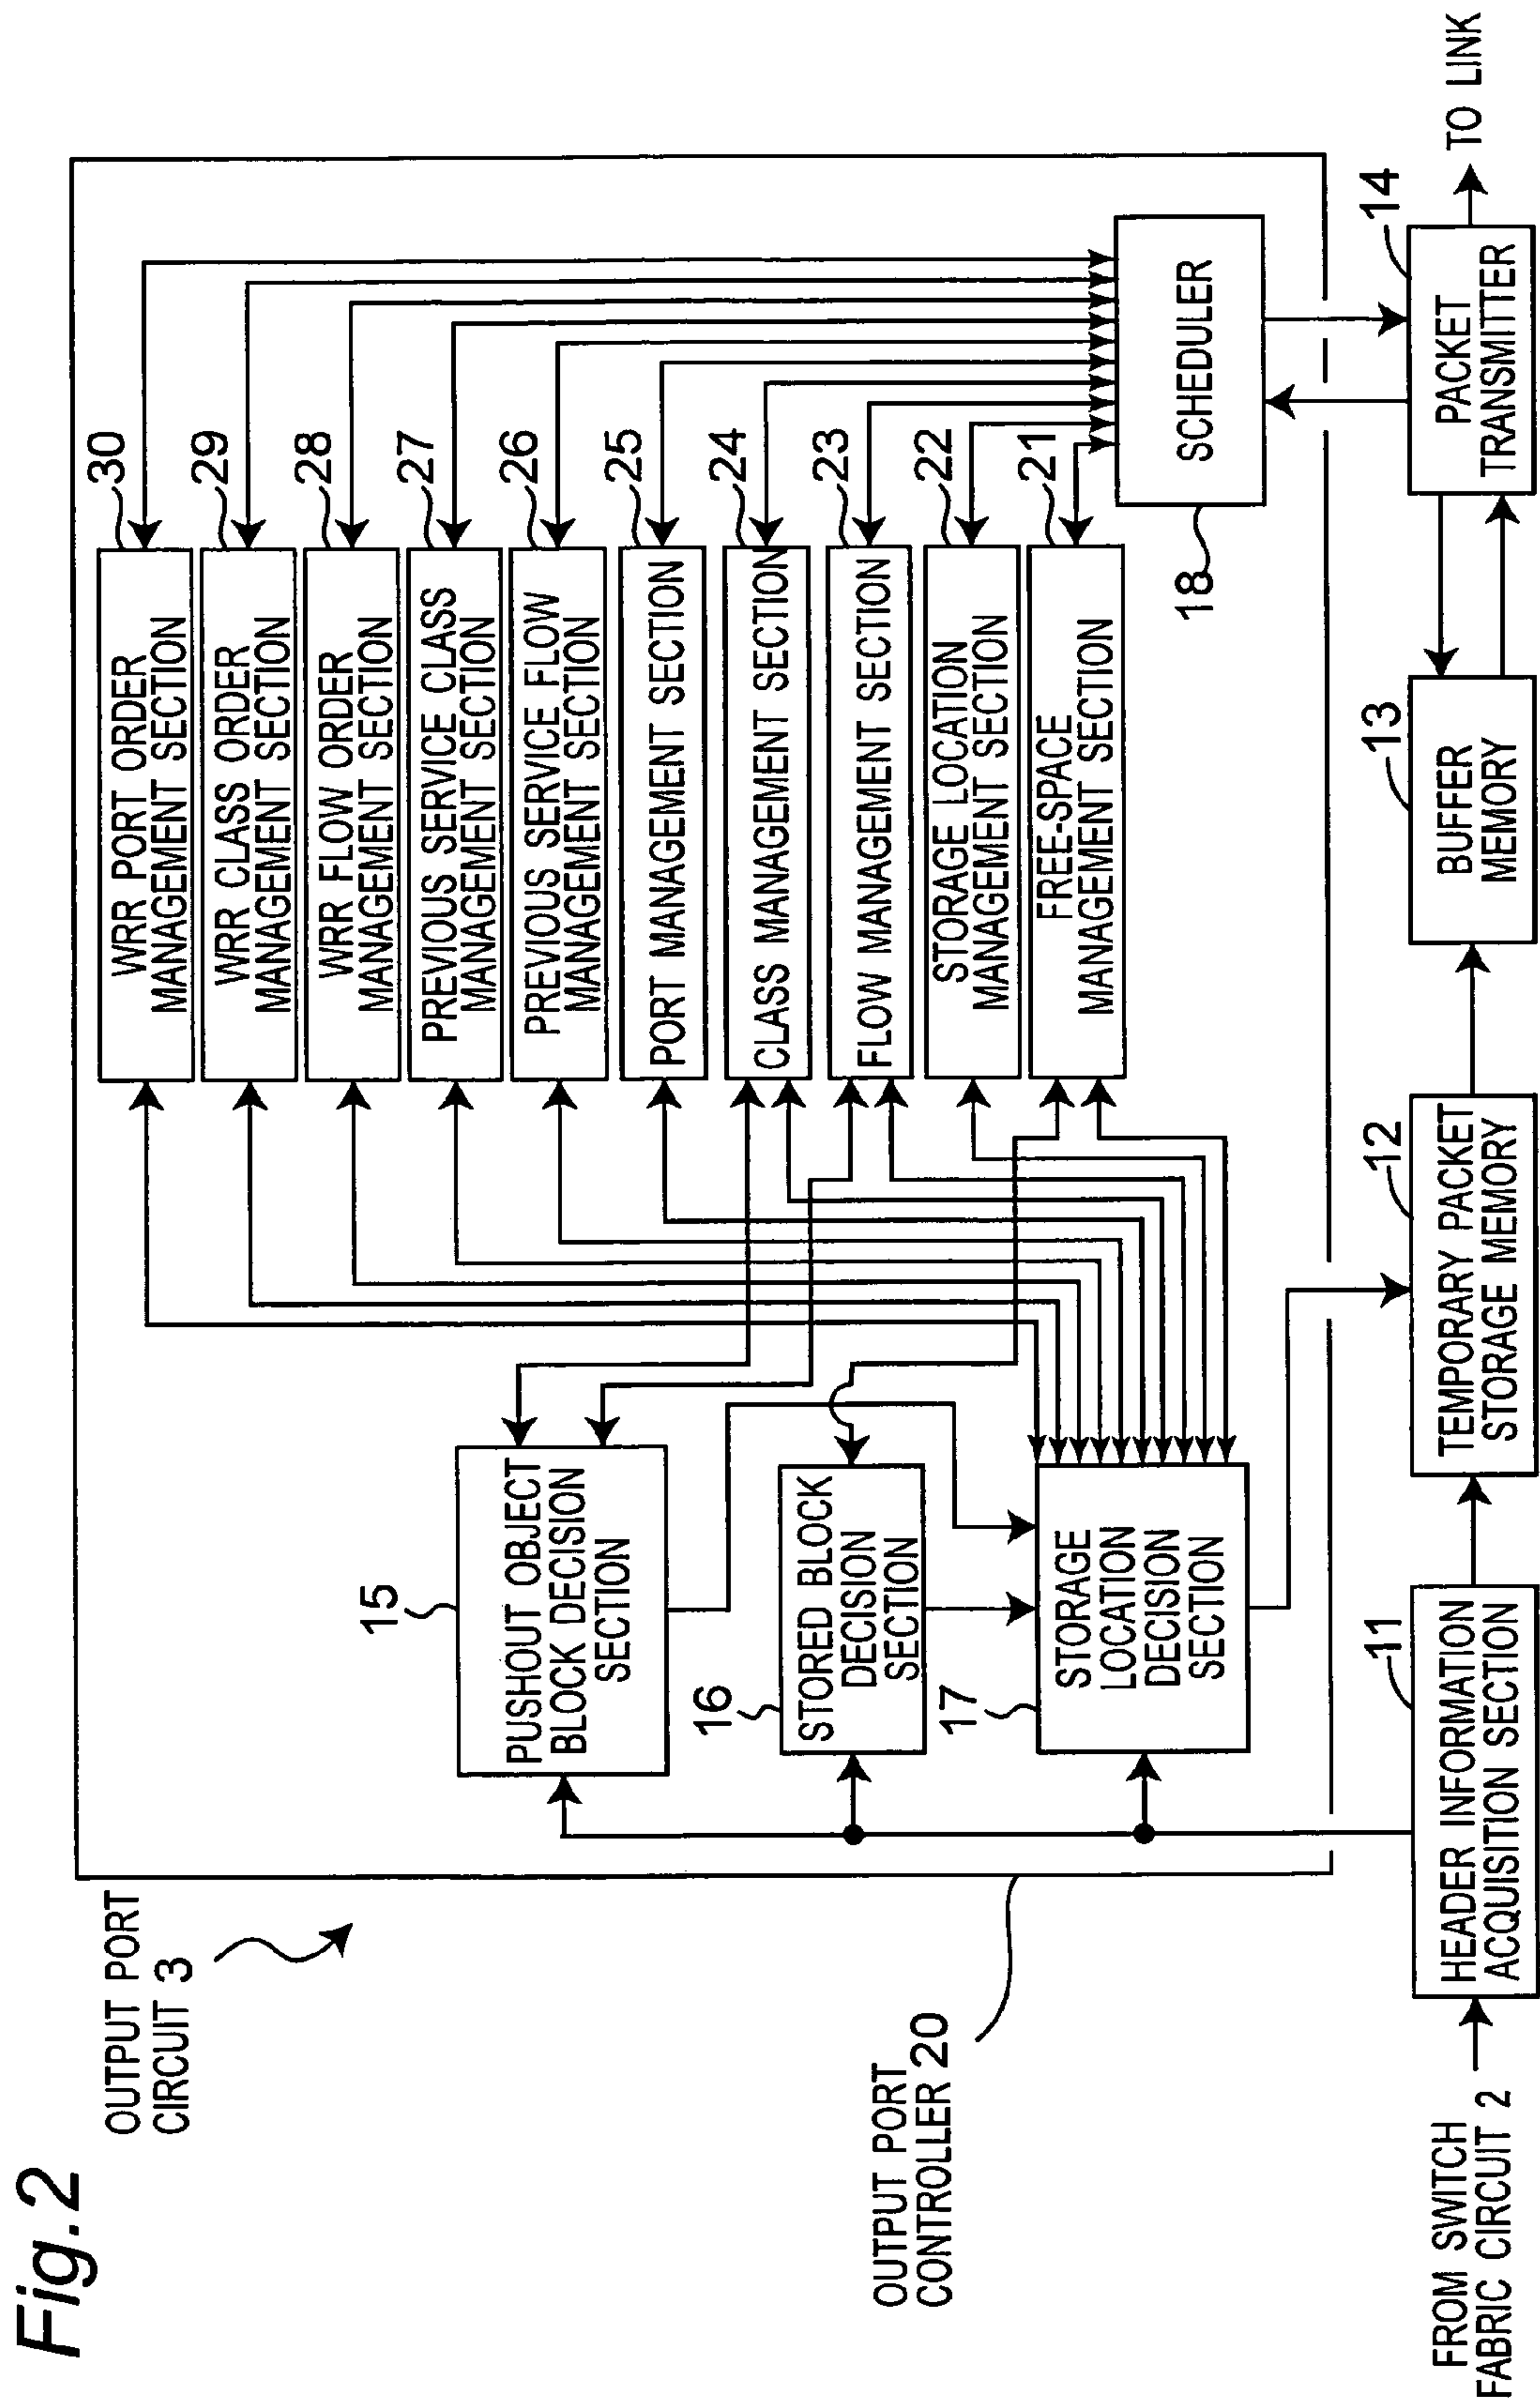 Fig.2
OUTPUT PORT
CIRCUIT 3
OUTPUT PORT
CONTROLLER 20
15
PUSHOUT OBJECT
BLOCK DECISION
SECTION
16
STORED BLOCK
DECISION
SECTION
17
STORAGE
LOCATION
DECISION
SECTION
30
WRR PORT ORDER
MANAGEMENT SECTION
29
WRR CLASS ORDER
MANAGEMENT SECTION
28
WRR FLOW ORDER
MANAGEMENT SECTION
27
PREVIOUS SERVICE CLASS
MANAGEMENT SECTION
26
PREVIOUS SERVICE FLOW
MANAGEMENT SECTION
25
PORT MANAGEMENT SECTION
24
CLASS MANAGEMENT SECTION
23
FLOW MANAGEMENT SECTION
22
STORAGE LOCATION
MANAGEMENT SECTION
21
FREE-SPACE
MANAGEMENT SECTION
18
SCHEDULER
FROM SWITCH
FABRIC CIRCUIT 2
11
HEADER INFORMATION
ACQUISITION SECTION
12
TEMPORARY PACKET
STORAGE MEMORY
13
BUFFER
MEMORY
14
PACKET
TRANSMITTER
TO LINK